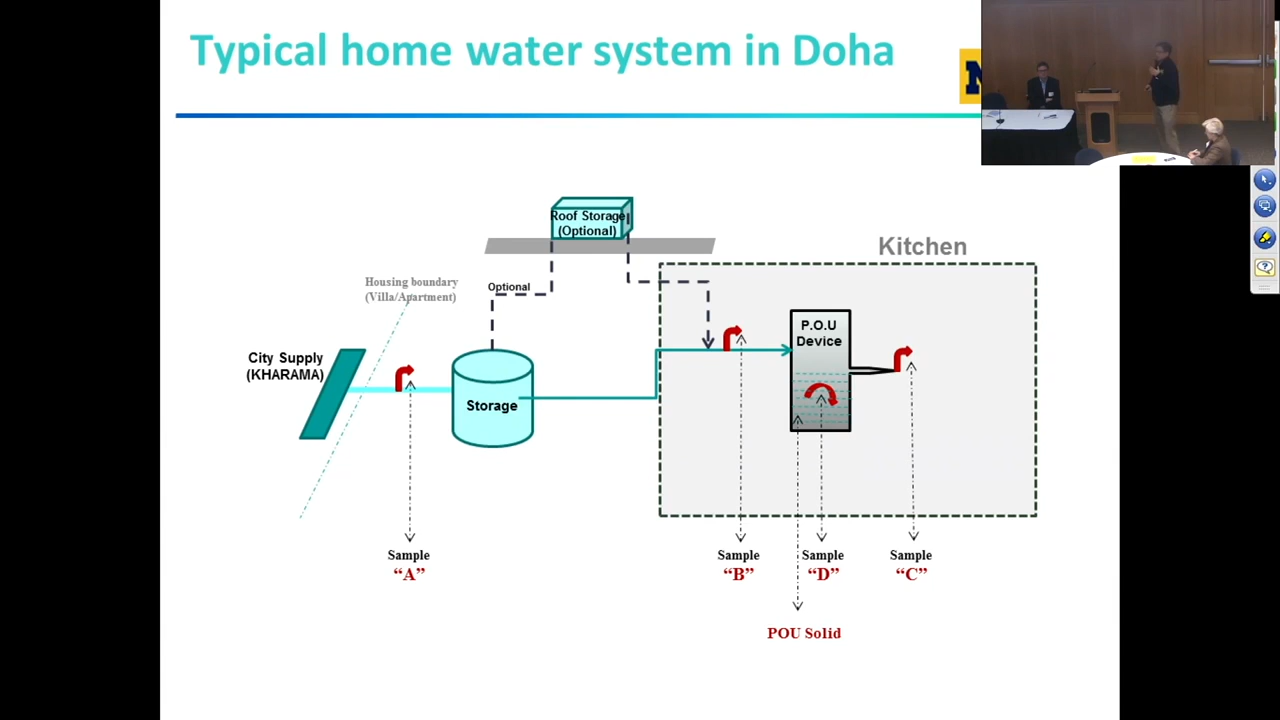 Typical home water system in Doha
Roof Storage
(Optional)
Kitchen
Housing boundary
(Villa/Apartment)
Optional
P.O.U
Device
City Supply
(KHARAMA)
Storage
Sample
“A”
Sample
“B”
Sample
“D”
Sample
“C”
POU Solid